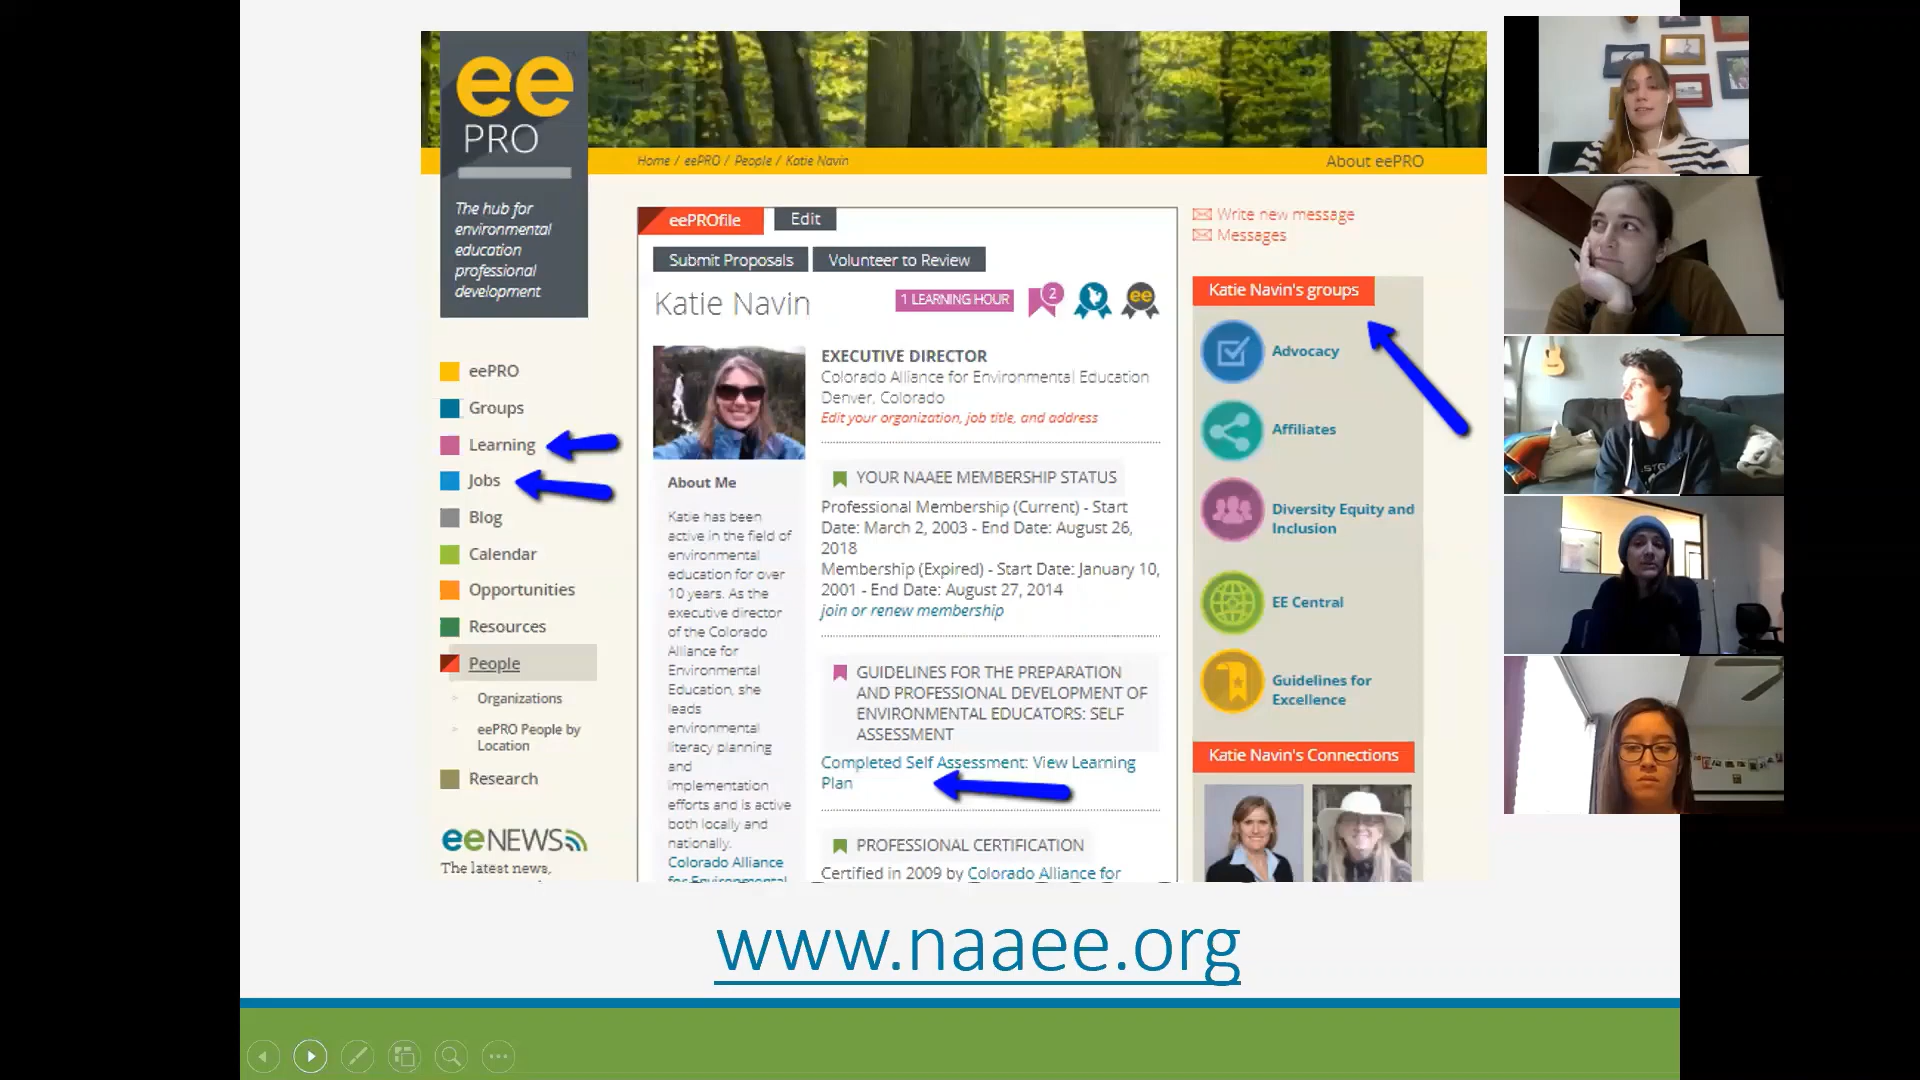 ee
PRO
The hub for
environmental
education
professional
development
Home / eePRO / People / Katie Navin
About eePRO
eePROfile
Edit
Submit Proposals
Volunteer to Review
Katie Navin
1 LEARNING HOUR
2
ee
Write new message
Messages
eePRO
Groups
Learning
Jobs
Blog
Calendar
Opportunities
Resources
People
Organizations
eePRO People by
Location
Research
eeNEWS
The latest news,
About Me
Katie has been
active in the field of
environmental
education for over
10 years. As the
executive director
of the Colorado
Alliance for
Environmental
Education, she
leads
environmental
literacy planning
and
implementation
efforts and is active
both locally and
nationally.
Colorado Alliance
for Environmental
EXECUTIVE DIRECTOR
Colorado Alliance for Environmental Education
Denver, Colorado
Edit your organization, job title, and address
YOUR NAAEE MEMBERSHIP STATUS
Professional Membership (Current) - Start
Date: March 2, 2003 - End Date: August 26,
2018
Membership (Expired) - Start Date: January 10,
2001 - End Date: August 27, 2014
join or renew membership
GUIDELINES FOR THE PREPARATION
AND PROFESSIONAL DEVELOPMENT OF
ENVIRONMENTAL EDUCATORS: SELF
ASSESSMENT
Completed Self Assessment: View Learning
Plan
PROFESSIONAL CERTIFICATION
Certified in 2009 by Colorado Alliance for
Katie Navin's groups
Advocacy
Affiliates
Diversity Equity and
Inclusion
EE Central
Guidelines for
Excellence
Katie Navin's Connections
www.naaee.org